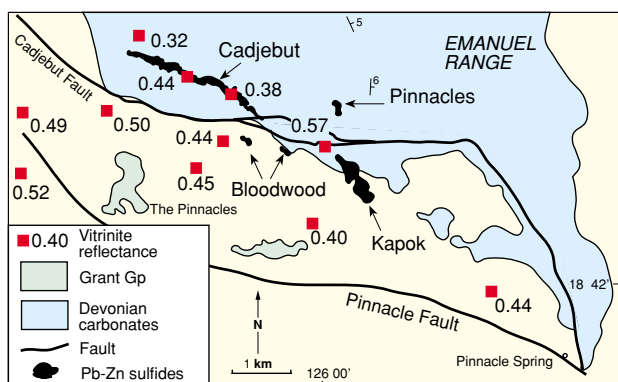 5
0.32
Cadjebut
EMANUEL
RANGE
Cadjebut Fault
0.44
0.38
6
Pinnacles
0.49
0.50
0.44
0.57
0.52
0.45
Bloodwood
The Pinnacles
Kapok
0.40
0.40 Vitrinite
reflectance
Grant Gp
Devonian
carbonates
Fault
Pb-Zn sulfides
N
1 km
126 00'
Pinnacle Fault
0.44
18 42'
Pinnacle Spring